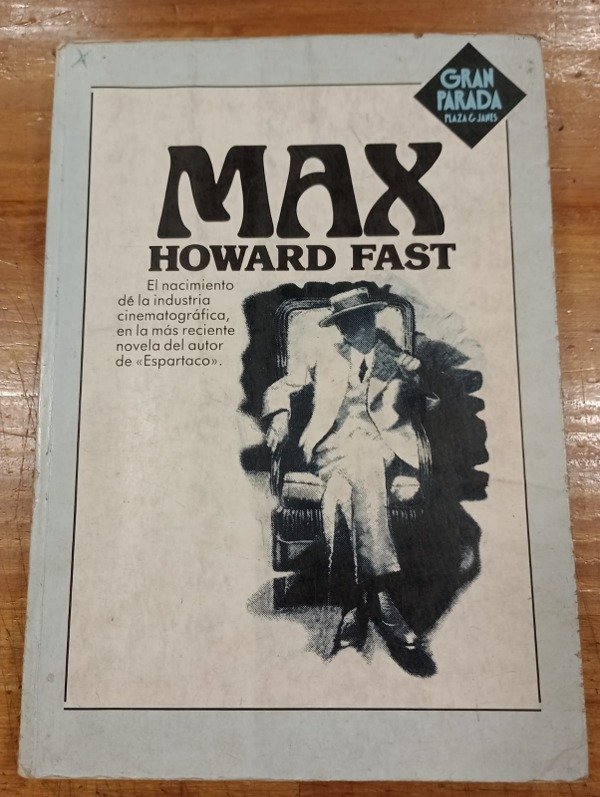 GRAN
PARADA
PLAZA & JANES
MAX
HOWARD FAST
El nacimiento
de la industria
cinematográfica,
en la más reciente
novela del autor
de «Espartaco».